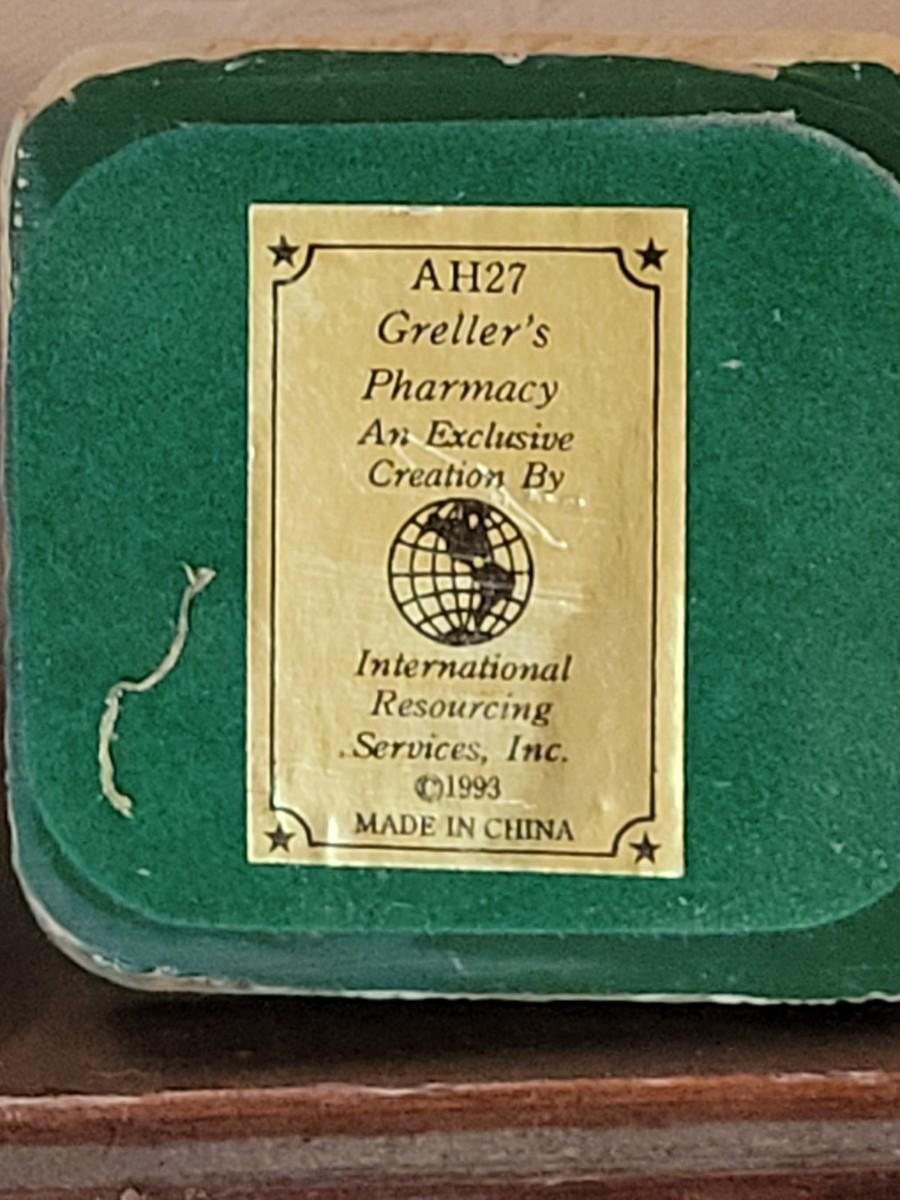 AH27
Greller's
Pharmacy
An Exclusive
Creation By
International
Resourcing
Services, Inc.
©1993
MADE IN CHINA